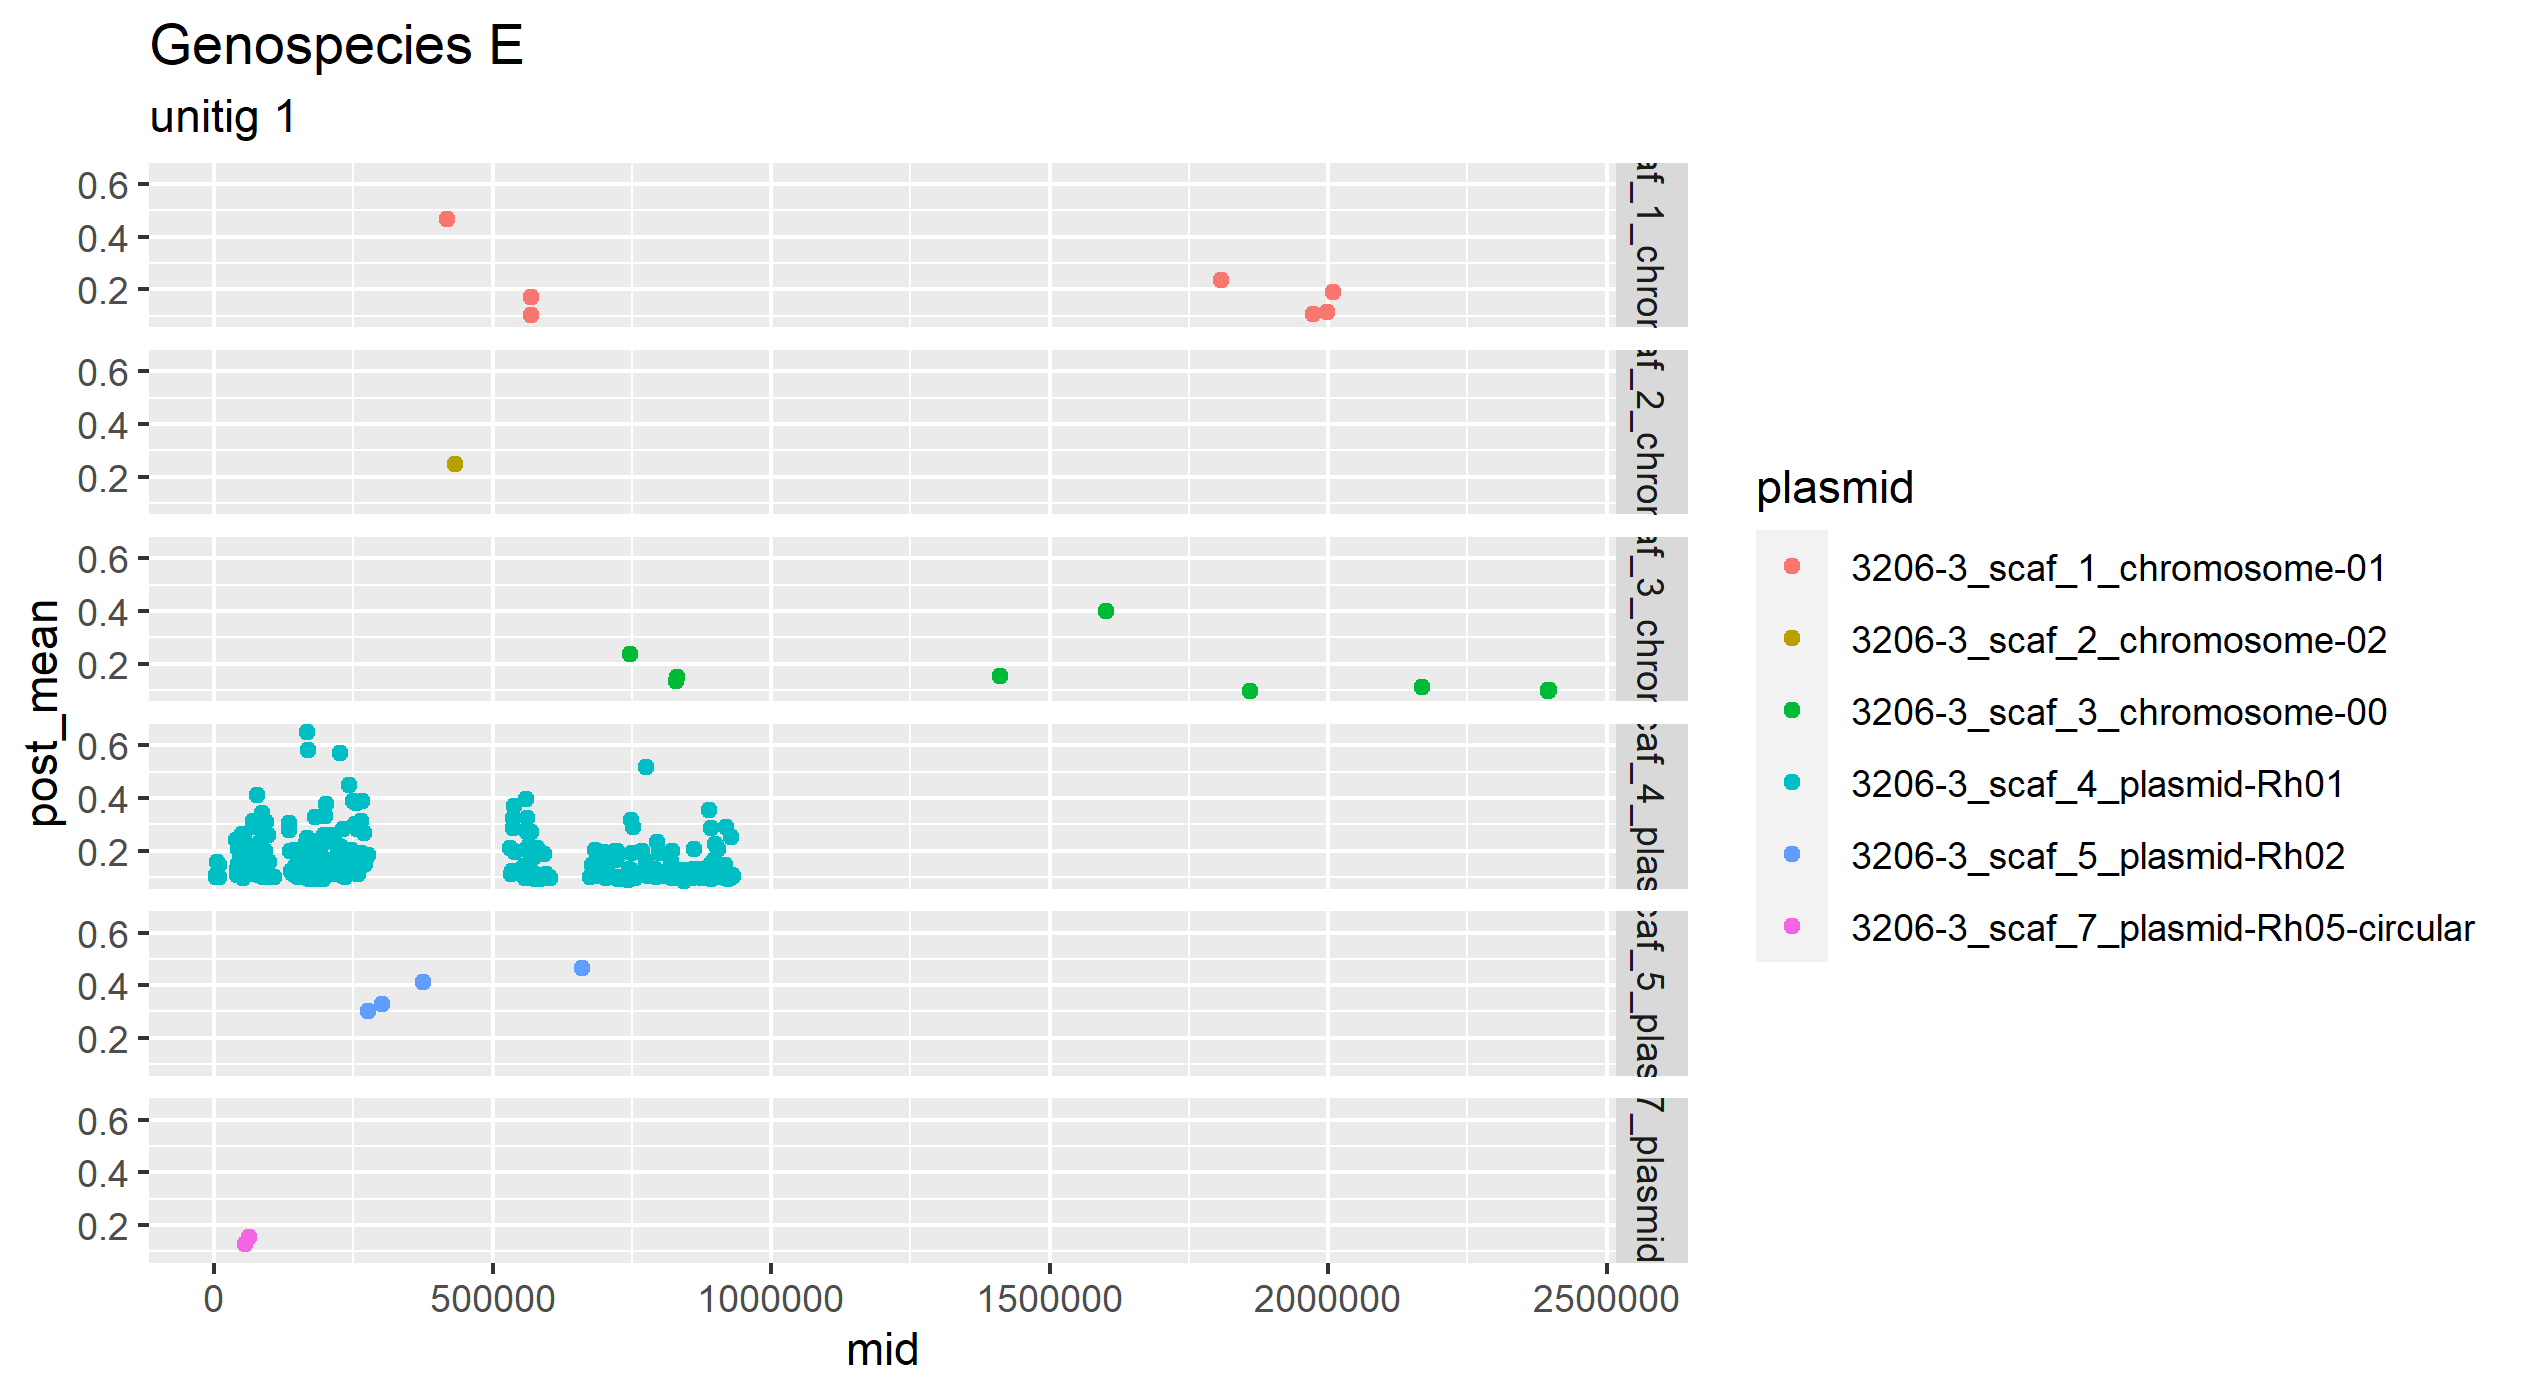 Genospecies E
unitig 1
0.6
0.4
0.2
af_1_chror
0.6
0.4
0.2
af_2_chror
0.6
0.4
0.2
af_3_chror
0.6
0.4
0.2
caf_4_plas
0.6
0.4
0.2
caf_5_plas
0.6
0.4
0.2
7_plasmid
0 500000 1000000 1500000 2000000 2500000
mid
post_mean
plasmid
3206-3_scaf_1_chromosome-01
3206-3_scaf_2_chromosome-02
3206-3_scaf_3_chromosome-00
3206-3_scaf_4_plasmid-Rh01
3206-3_scaf_5_plasmid-Rh02
3206-3_scaf_7_plasmid-Rh05-circular